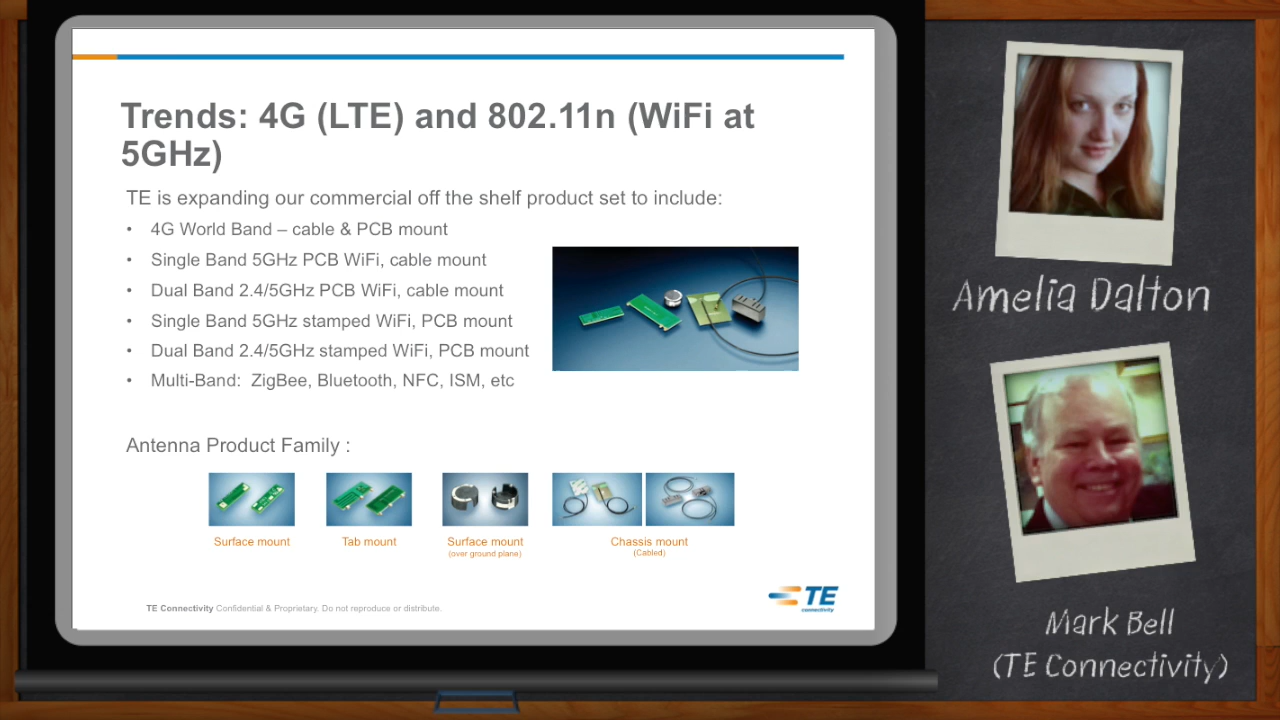 Trends: 4G (LTE) and 802.11n (WiFi at
5GHz)
TE is expanding our commercial off the shelf product set to include:
• 4G World Band – cable & PCB mount
• Single Band 5GHz PCB WiFi, cable mount
• Dual Band 2.4/5GHz PCB WiFi, cable mount
• Single Band 5GHz stamped WiFi, PCB mount
• Dual Band 2.4/5GHz stamped WiFi, PCB mount
• Multi-Band: ZigBee, Bluetooth, NFC, ISM, etc
Antenna Product Family :
Surface mount
Tab mount
Surface mount
(over ground plane)
Chassis mount
(Cabled)
TE Connectivity Confidential & Proprietary. Do not reproduce or distribute.
TE
connectivity
Amelia Dalton
Mark Bell
(TE Connectivity)